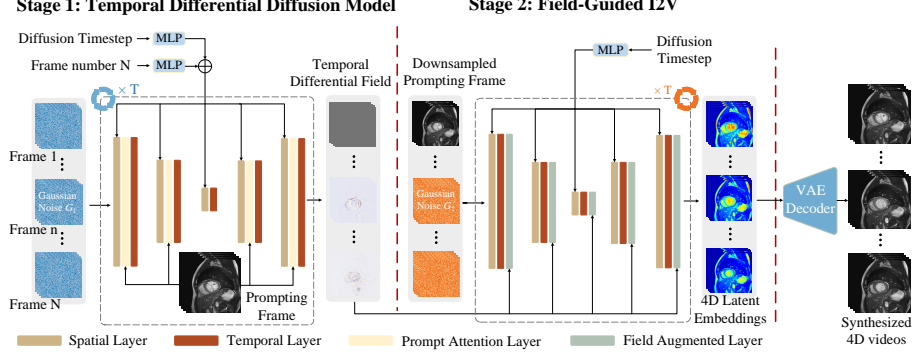 Stage 1: Temporal Differential Diffusion Model
Stage 2: Field-Guided I2V
Diffusion Timestep
MLP
Frame number N
MLP
× T
Temporal
Differential Field
Downsampled
Prompting Frame
MLP
Diffusion
Timestep
× T
Frame 1
Gaussian
Noise G₁
Frame n
Frame N
Prompting
Frame
Gaussian
Noise G₂
4D Latent
Embeddings
VAE
Decoder
Synthesized
4D videos
Spatial Layer
Temporal Layer
Prompt Attention Layer
Field Augmented Layer